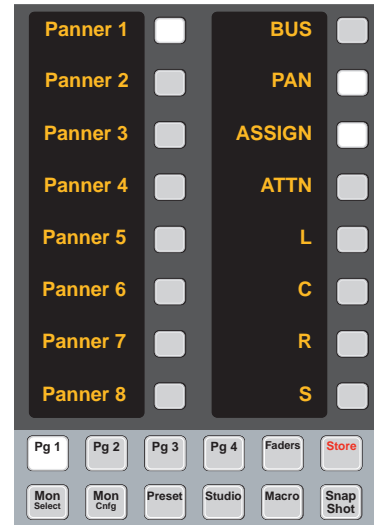 Panner 1 BUS
Panner 2 PAN
Panner 3 ASSIGN
Panner 4 ATTN
Panner 5 L
Panner 6 C
Panner 7 R
Panner 8 S
Pg 1 Pg 2 Pg 3 Pg 4 Faders Store
Mon Select Mon Cnfg Preset Studio Macro Snap Shot